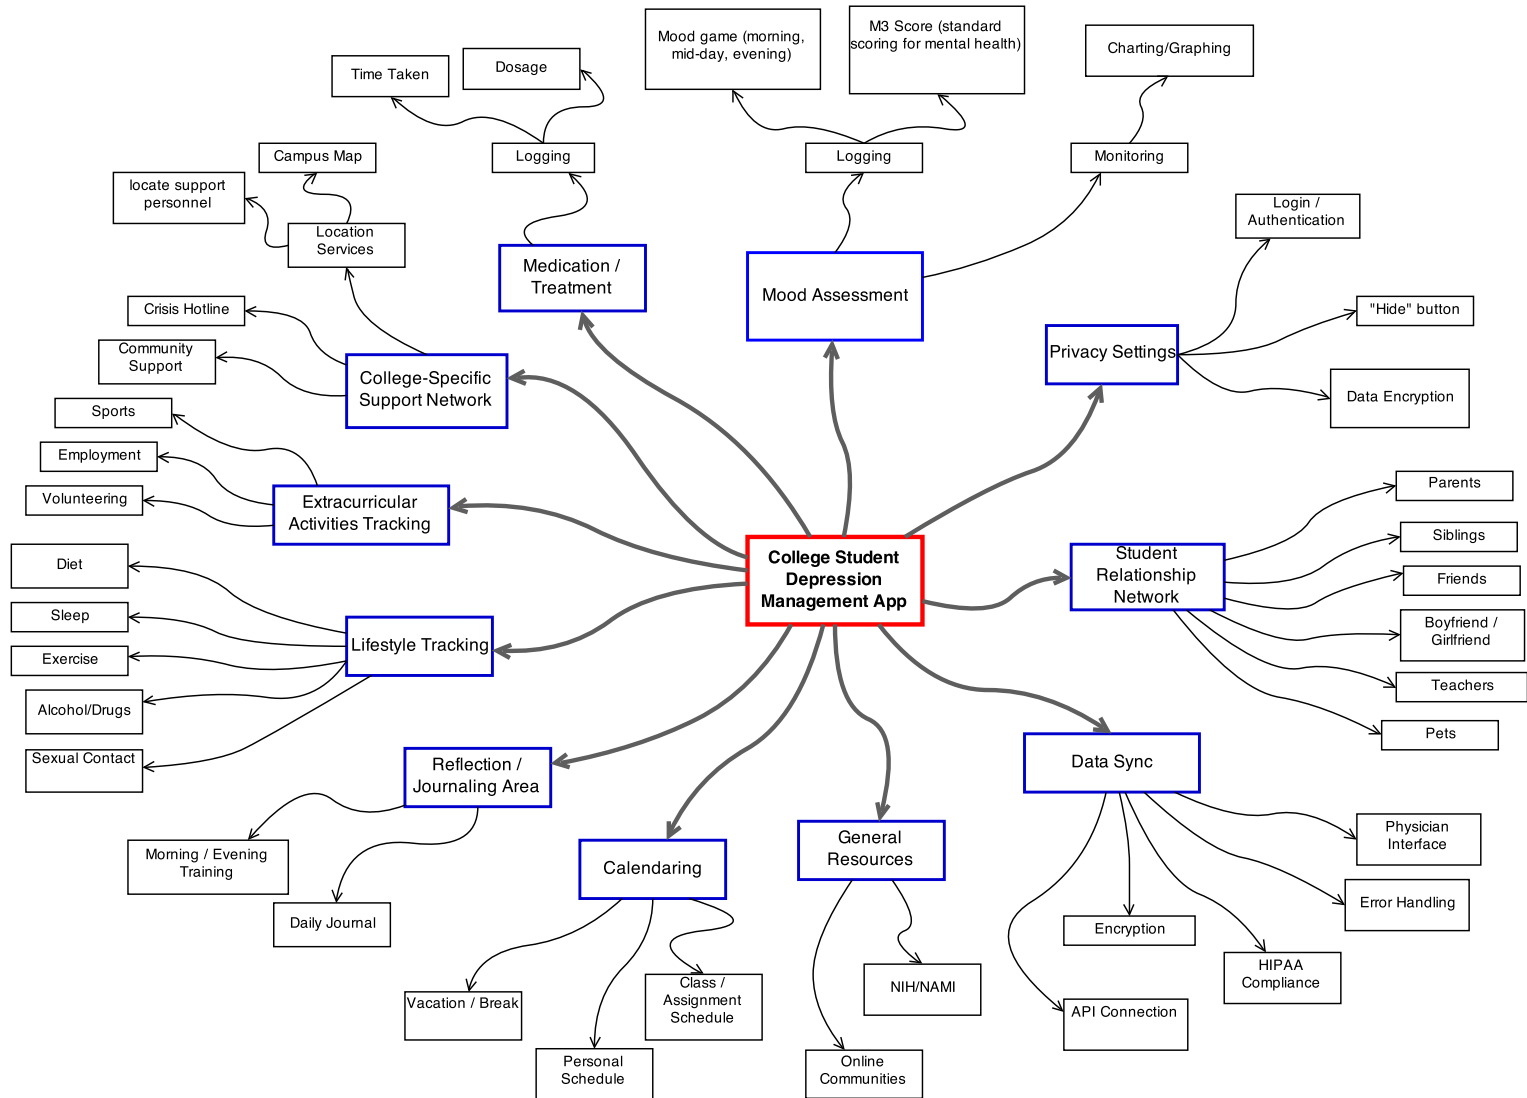 Mood game (morning,
mid-day, evening)
M3 Score (standard
scoring for mental health)
Charting/Graphing
Time Taken
Dosage
Campus Map
Logging
Logging
Monitoring
locate support
personnel
Location
Services
Login /
Authentication
Medication /
Treatment
Mood Assessment
Crisis Hotline
"Hide" button
Community
Support
College-Specific
Support Network
Privacy Settings
Data Encryption
Sports
Employment
Volunteering
Extracurricular
Activities Tracking
Parents
Siblings
Friends
Boyfriend /
Girlfriend
Teachers
Pets
Student
Relationship
Network
College Student
Depression
Management App
Diet
Sleep
Exercise
Alcohol/Drugs
Sexual Contact
Lifestyle Tracking
Reflection /
Journaling Area
Data Sync
Morning / Evening
Training
Daily Journal
Calendaring
General
Resources
Physician
Interface
Error Handling
Encryption
HIPAA
Compliance
API Connection
Vacation / Break
Personal
Schedule
Class /
Assignment
Schedule
NIH/NAMI
Online
Communities